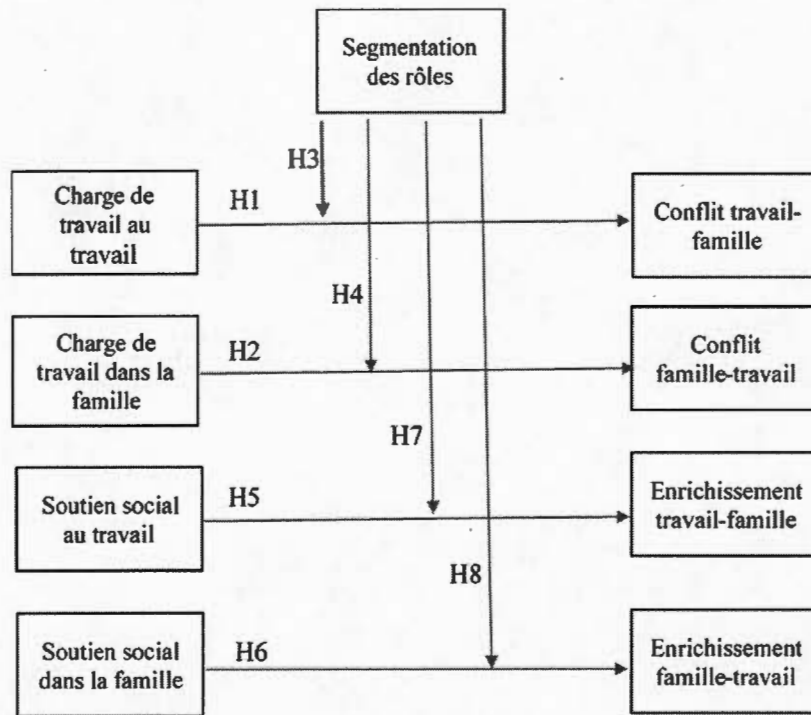 Segmentation
des rôles
H3
Charge de
travail au
travail
H1
Conflit travail-
famille
H4
Charge de
travail dans la
famille
H2
Conflit
famille-travail
H7
Soutien social
au travail
H5
Enrichissement
travail-famille
H8
Soutien social
dans la famille
H6
Enrichissement
famille-travail